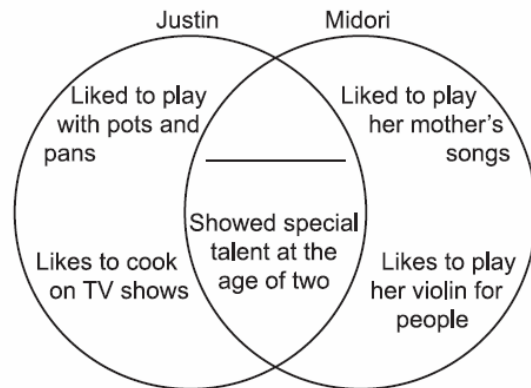 Justin
Midori
Liked to play
with pots and
pans
Likes to cook
on TV shows
Showed special
talent at the
age of two
Liked to play
her mother's
songs
Likes to play
her violin for
people